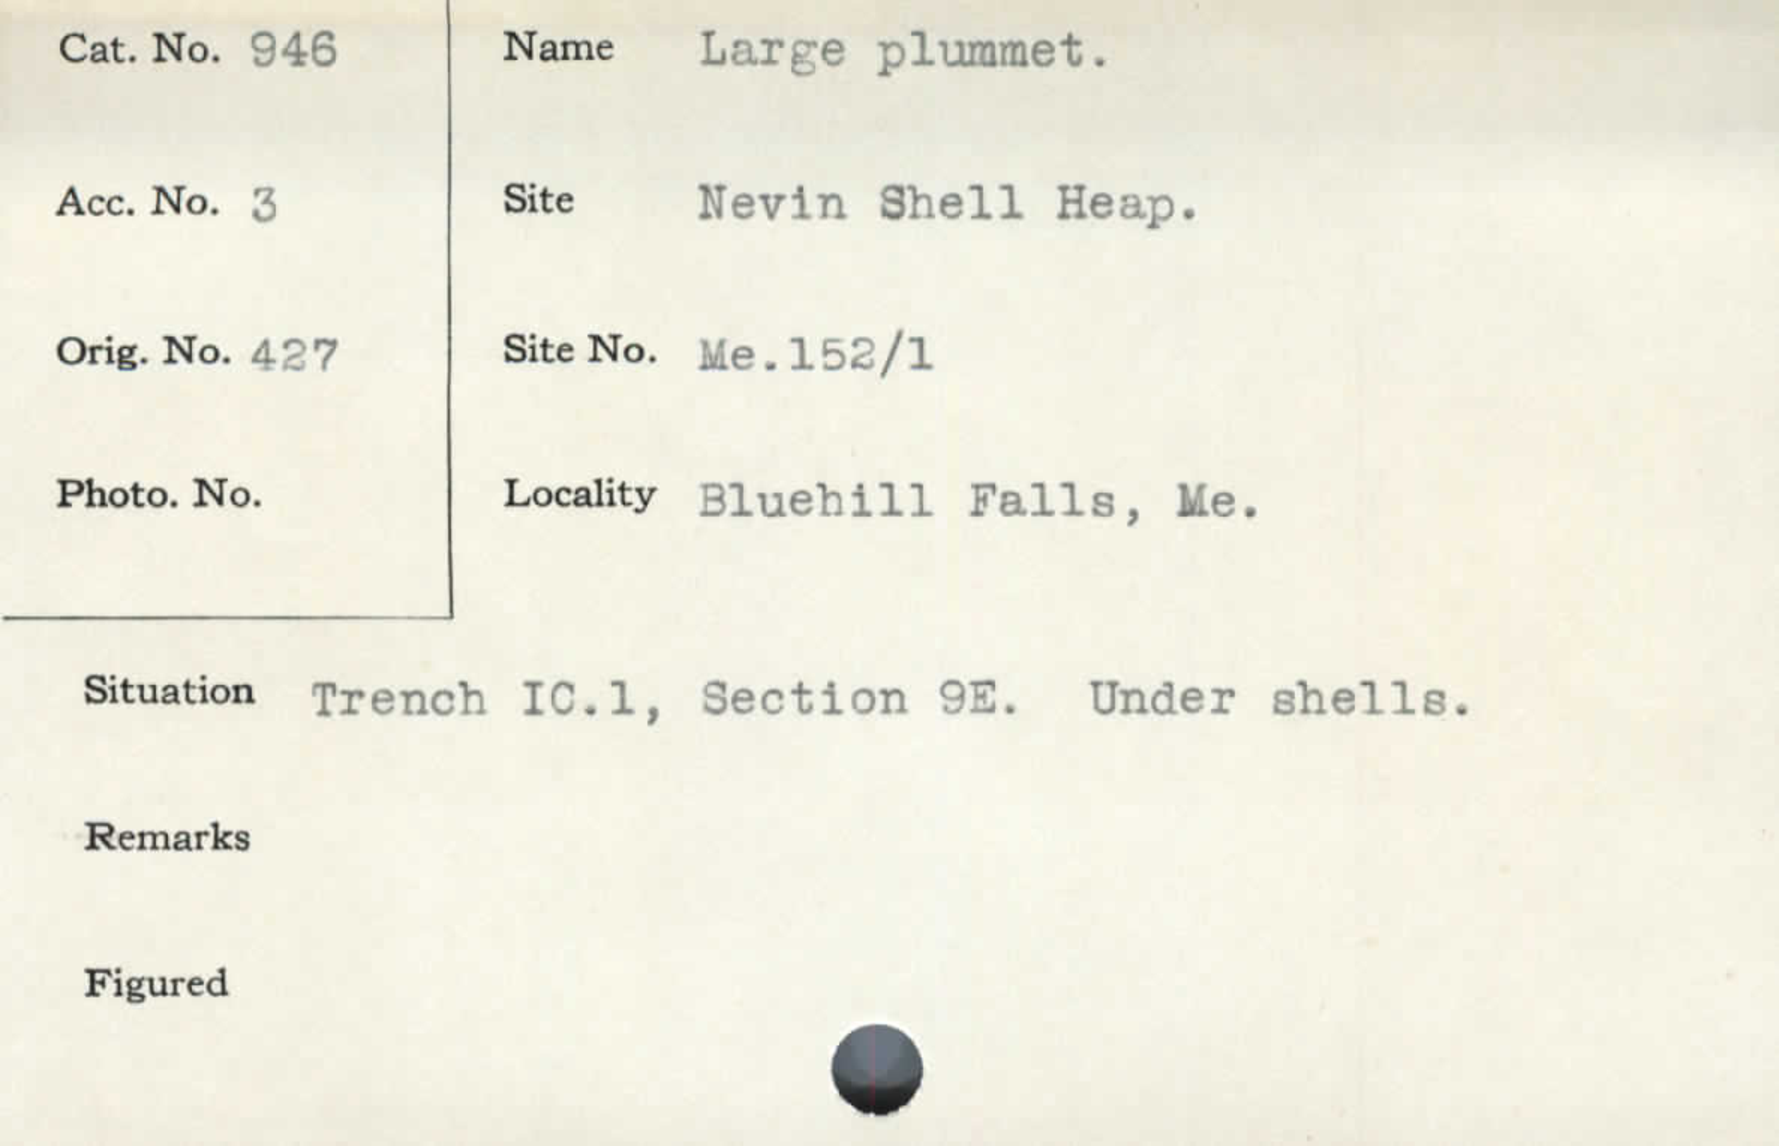 Cat. No. 946 Name Large plummet.
Acc. No. 3 Site Nevin Shell Heap.
Orig. No. 427 Site No. Me.152/1
Photo. No. Locality Bluehill Falls, Me.
Situation Trench IC.1, Section 9E. Under shells.
Remarks
Figured